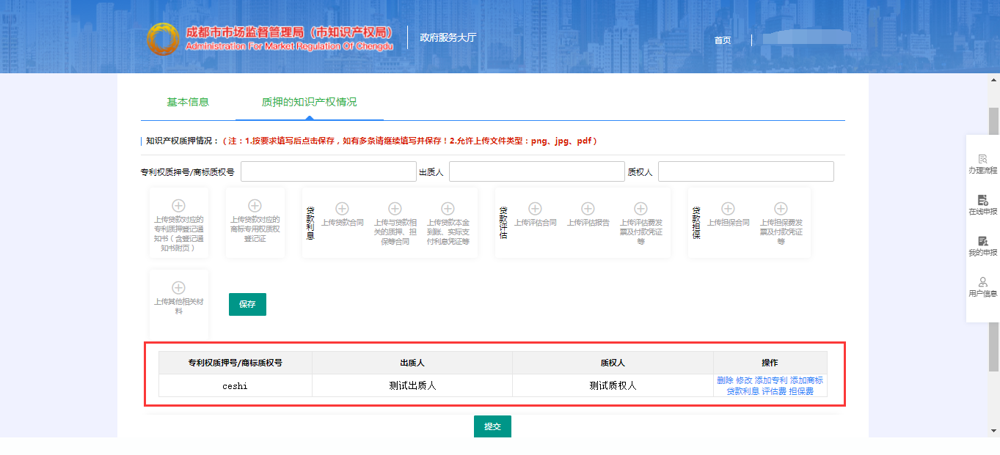 成都市市场监督管理局（市知识产权局）
Administration For Market Regulation Of Chengdu
政府服务大厅
首页
基本信息
质押的知识产权情况
知识产权质押情况：（注：1.按要求填写后点击保存，如有多条请继续填写并保存！2.允许上传文件类型：png、jpg、pdf）
专利权质押号/商标质权号
出质人
质权人
上传贷款对应的
专利质押登记通
知书（含登记通
知书附页）
上传贷款对应的
商标专用权质权
登记证
贷款利息
上传贷款合同
上传与贷款相
关的质押、担
保等合同
上传贷款本金
到账、实际支
付利息凭证等
贷款评估
上传评估合同
上传评估报告
上传评估费发
票及付款凭证
等
贷款担保
上传担保合同
上传担保费发
票及付款凭证
等
上传其他相关材
料
保存
专利权质押号/商标质权号 出质人 质权人 操作
ceshi 测试出质人 测试质权人 删除 修改 添加专利 添加商标
贷款利息 评估费 担保费
提交
办理流程
在线申报
我的申报
用户信息